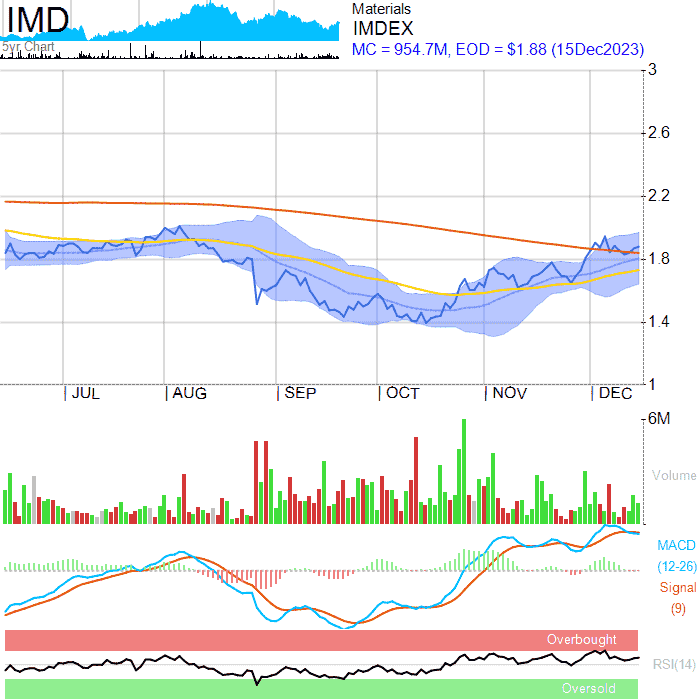 IMD
5yr. Chart
Materials
IMDEX
MC = 954.7M, EOD = $1.88 (15Dec2023)
3
2.6
2.2
1.8
1.4
1
JUL AUG SEP OCT NOV DEC
6M
Volume
MACD
(12-26)
Signal
(9)
Overbought
RSI(14)
Oversold